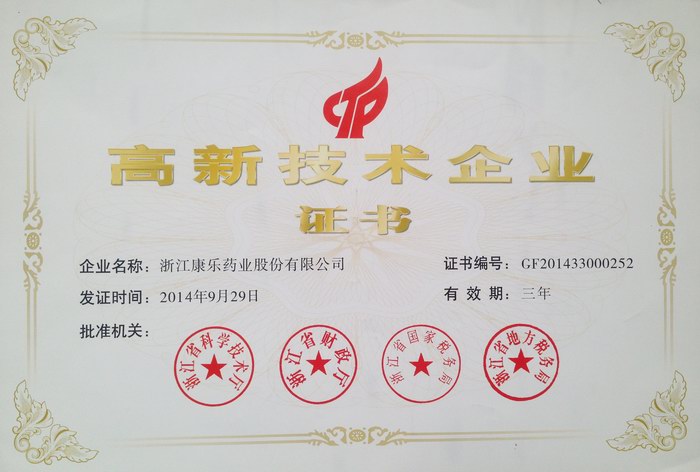 高新技术企业
证书
企业名称：浙江康乐药业股份有限公司
证书编号：GF201433000252
发证时间：2014年9月29日
有效期：三年
批准机关：
浙江省科学技术厅
浙江省财政厅
浙江省国家税务局
浙江省地方税务局